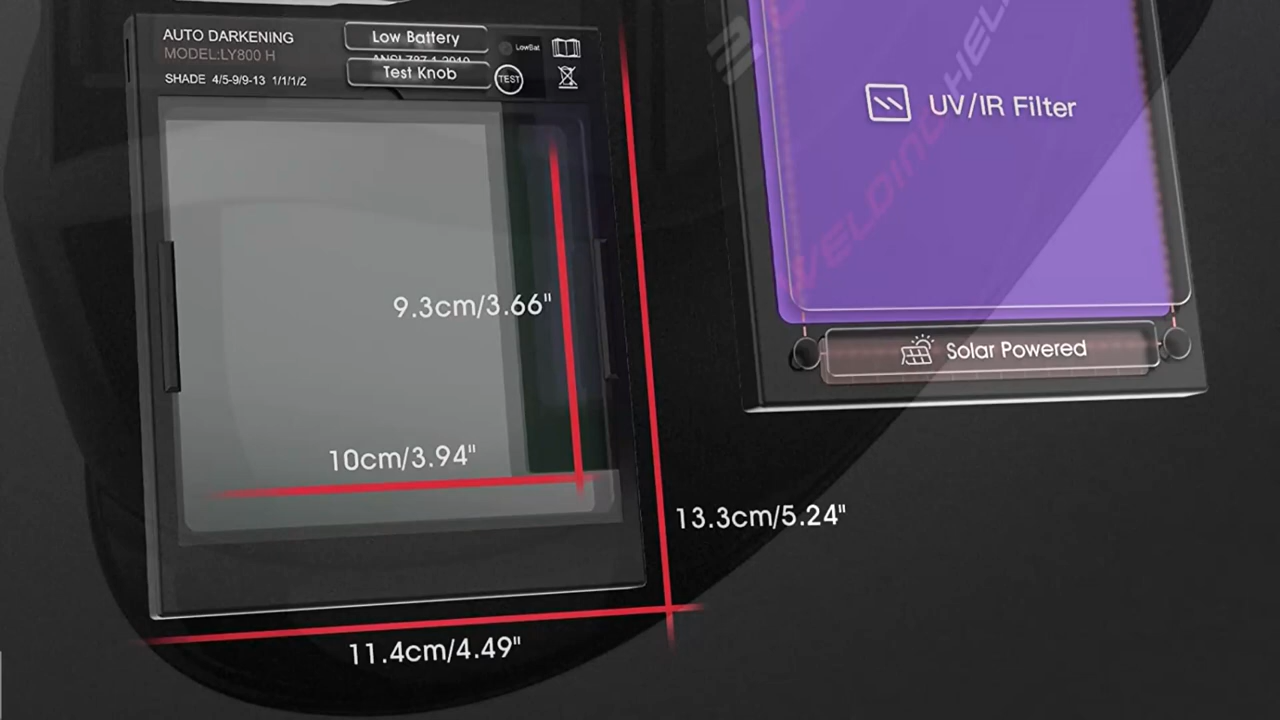 AUTO DARKENING
MODEL:LY800 H
SHADE 4/5-9/9-13 1/1/1/2
Low Battery
Test Knob
LowBat
TEST
9.3cm/3.66"
10cm/3.94"
13.3cm/5.24"
11.4cm/4.49"
UV/IR Filter
Solar Powered